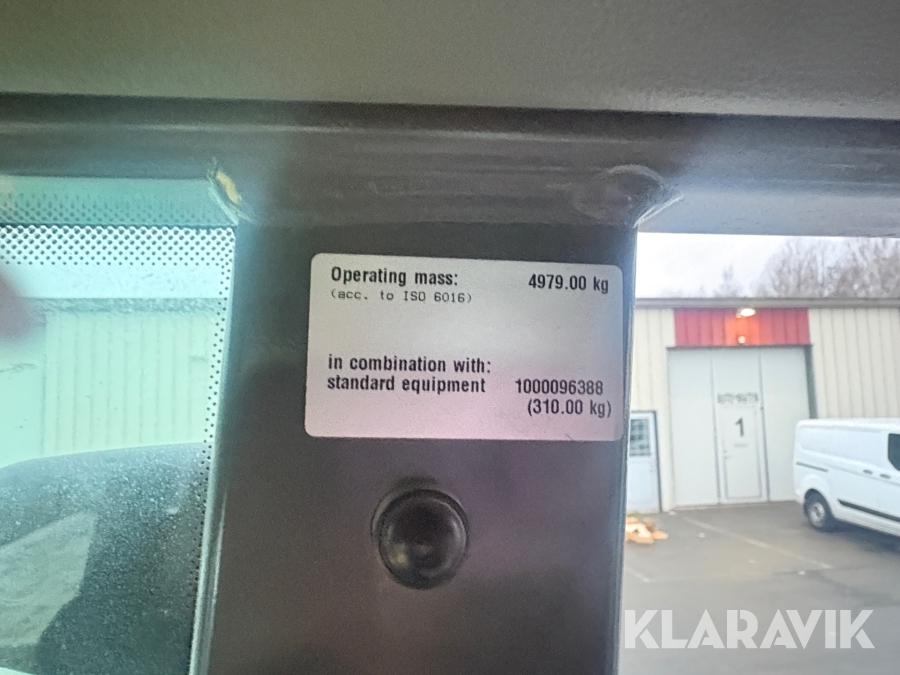 Operating mass: 4979.00 kg
(acc. to ISO 6016)
in combination with:
standard equipment 1000096388
(310.00 kg)
1
KLARAVIK